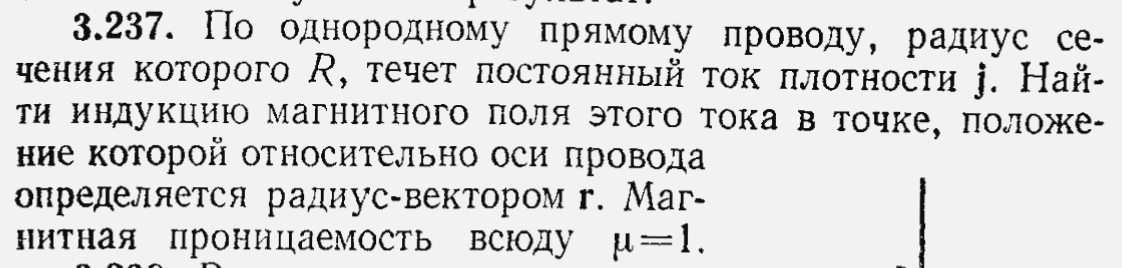 3.237. По однородному прямому проводу, радиус се-
чения которого R, течет постоянный ток плотности j. Най-
ти индукцию магнитного поля этого тока в точке, положе-
ние которой относительно оси провода
определяется радиус-вектором r. Маг-
нитная проницаемость всюду μ=1.